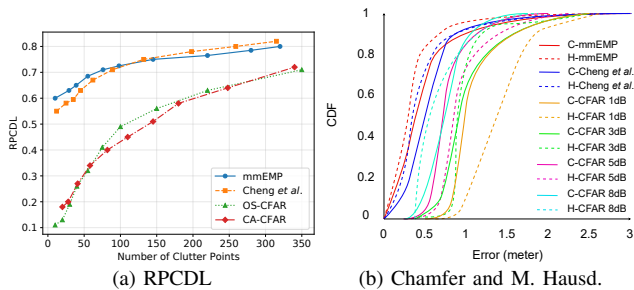 0.8
0.7
0.6
0.5
0.4
0.3
0.2
0.1
RPCDL
0 50 100 150 200 250 300 350
Number of Clutter Points
mmEMP
Cheng et al.
OS-CFAR
CA-CFAR
(a) RPCDL
1
0.8
0.6
0.4
0.2
0
CDF
0 0.5 1 1.5 2 2.5 3
Error (meter)
C-mmEMP
H-mmEMP
C-Cheng et al.
H-Cheng et al.
C-CFAR 1dB
H-CFAR 1dB
C-CFAR 3dB
H-CFAR 3dB
C-CFAR 5dB
H-CFAR 5dB
C-CFAR 8dB
H-CFAR 8dB
(b) Chamfer and M. Hausd.